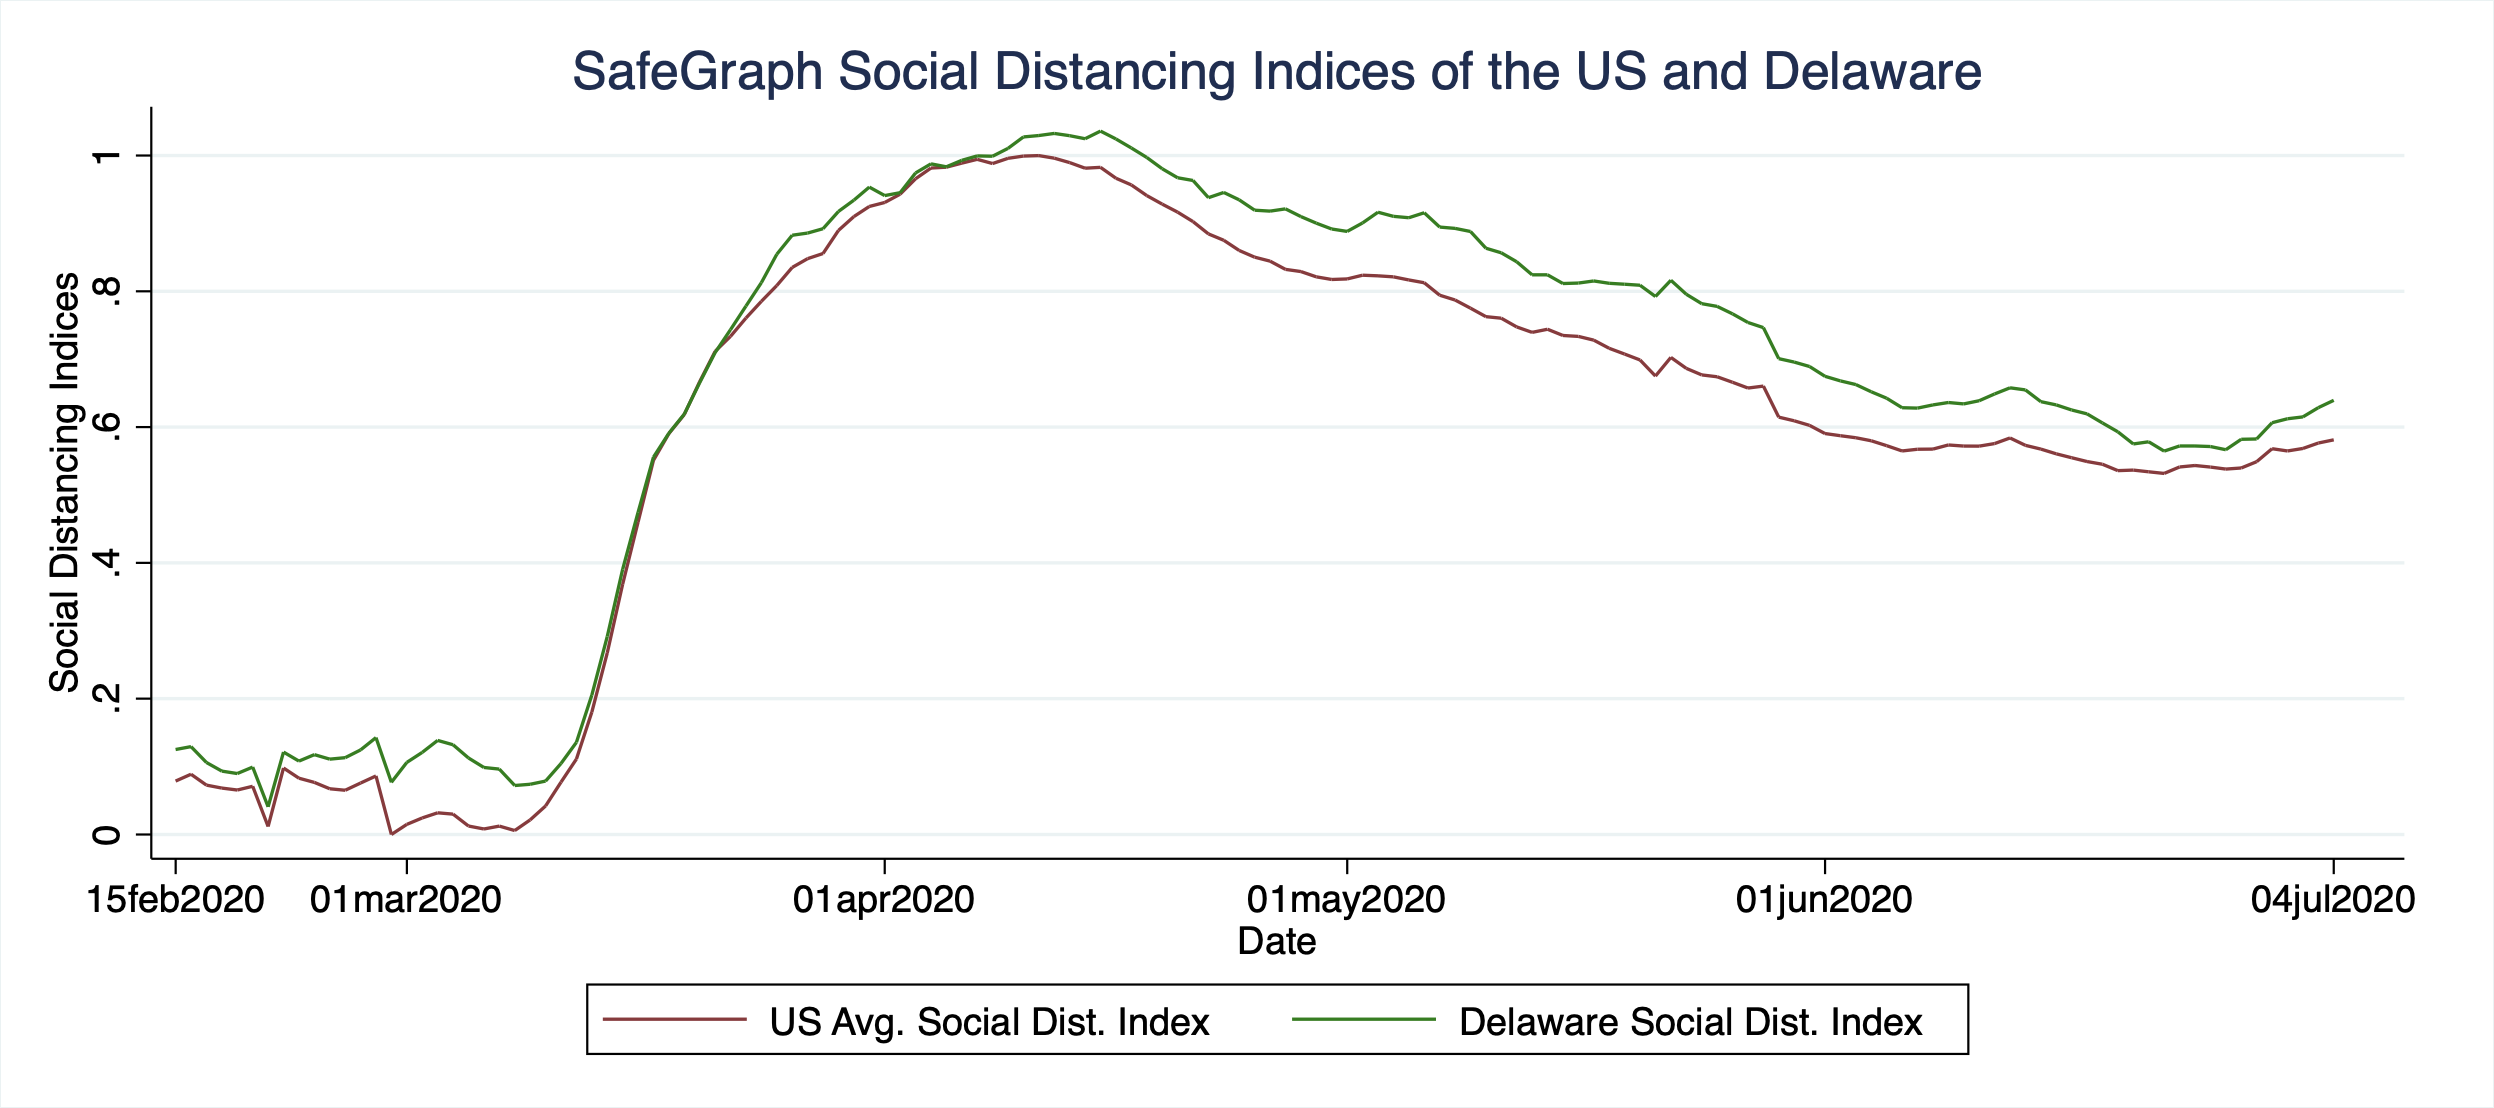 SafeGraph Social Distancing Indices of the US and Delaware
Social Distancing Indices
1
.8
.6
.4
.2
0
15feb2020 01mar2020 01apr2020 01may2020 01jun2020 04jul2020
Date
US Avg. Social Dist. Index Delaware Social Dist. Index